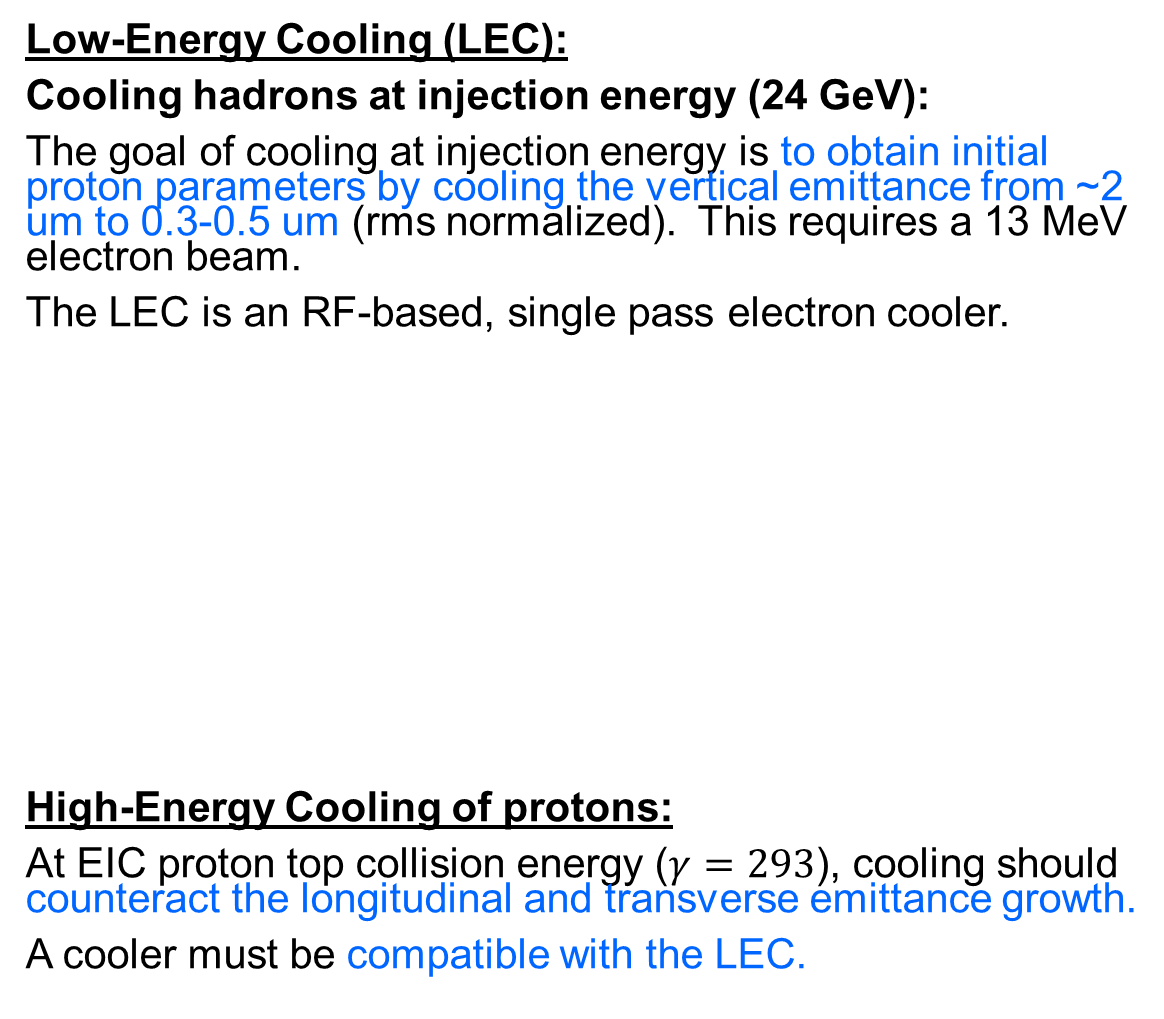 Low-Energy Cooling (LEC):
Cooling hadrons at injection energy (24 GeV):
The goal of cooling at injection energy is to obtain initial
proton parameters by cooling the vertical emittance from ~2
um to 0.3-0.5 um (rms normalized).  This requires a 13 MeV
electron beam.
The LEC is an RF-based, single pass electron cooler.
High-Energy Cooling of protons:
At EIC proton top collision energy (γ = 293), cooling should
counteract the longitudinal and transverse emittance growth.
A cooler must be compatible with the LEC.